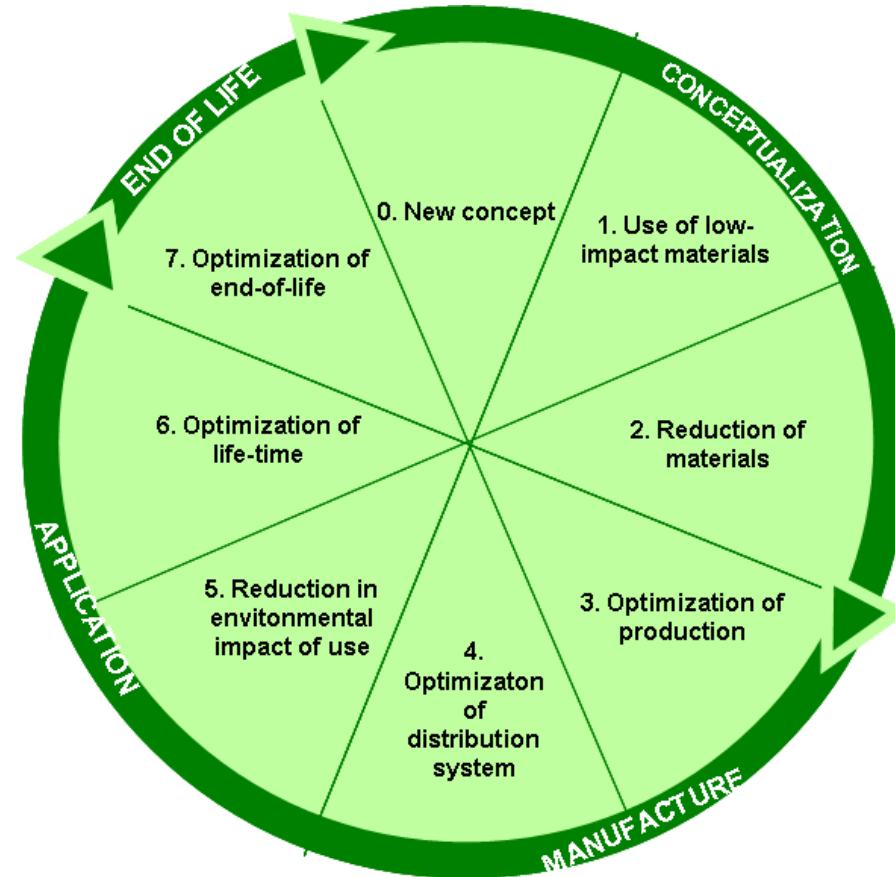 END OF LIFE
CONCEPTUALIZATION
0. New concept
1. Use of low-
impact materials
7. Optimization of
end-of-life
6. Optimization of
life-time
2. Reduction of
materials
5. Reduction in
envitonmental
impact of use
3. Optimization of
production
4.
Optimizaton
of
distribution
system
APPLICATION
MANUFACTURE